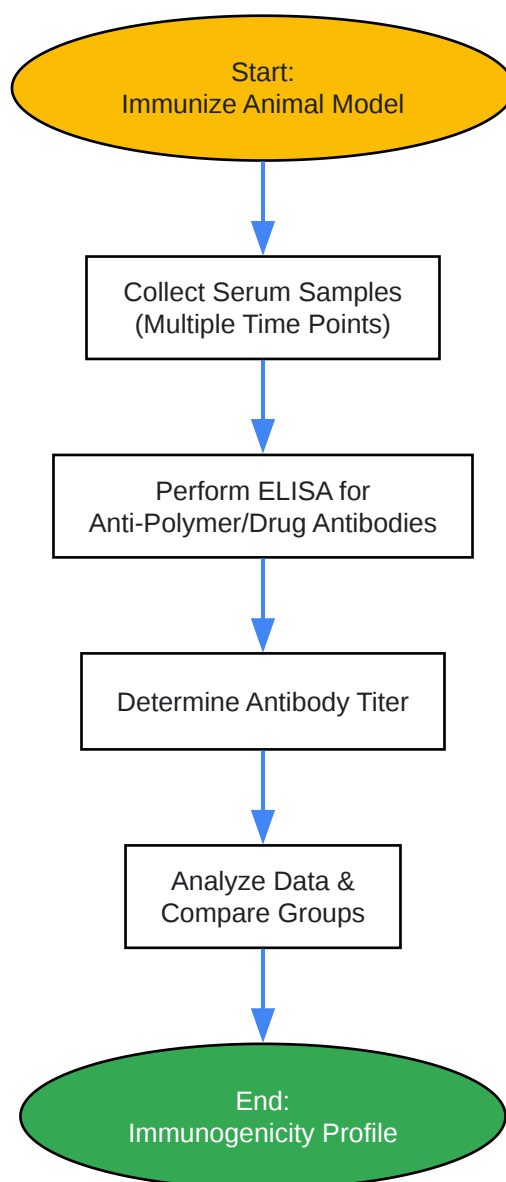 Start:
Immunize Animal Model
Collect Serum Samples
(Multiple Time Points)
Perform ELISA for
Anti-Polymer/Drug Antibodies
Determine Antibody Titer
Analyze Data &
Compare Groups
End:
Immunogenicity Profile